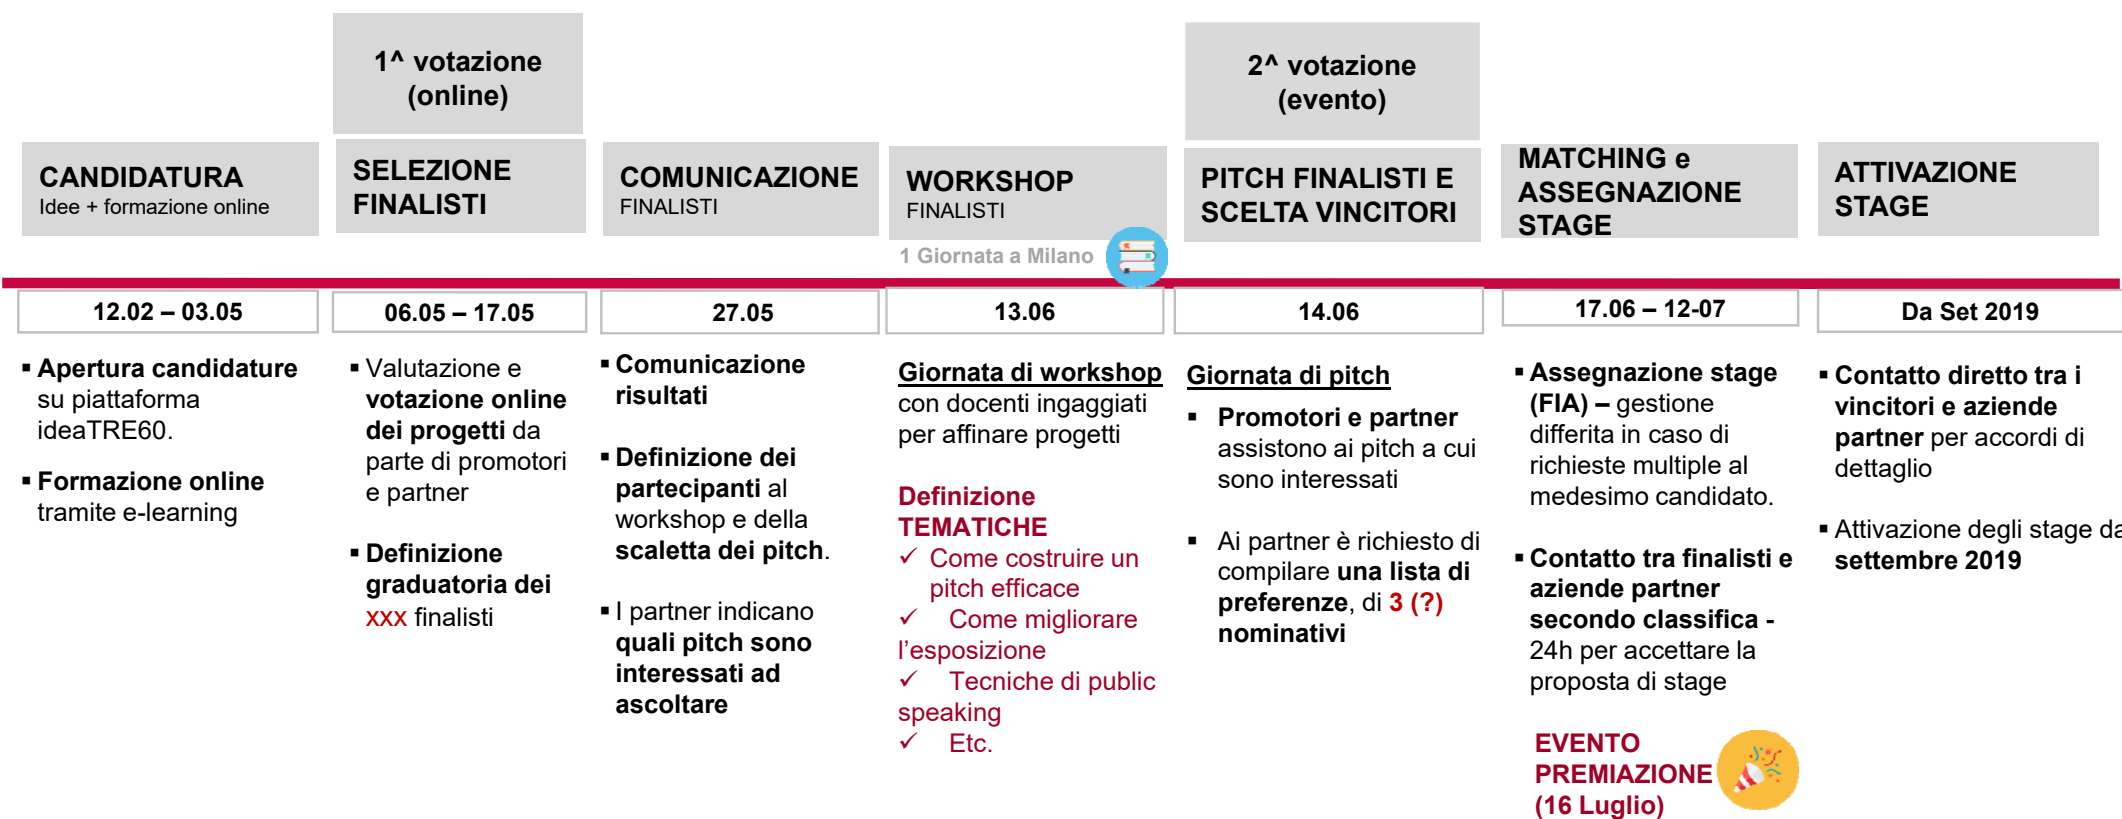 1^ votazione
(online)
2^ votazione
(evento)
CANDIDATURA
Idee + formazione online
SELEZIONE
FINALISTI
COMUNICAZIONE
FINALISTI
WORKSHOP
FINALISTI
PITCH FINALISTI E
SCELTA VINCITORI
MATCHING e
ASSEGNAZIONE
STAGE
ATTIVAZIONE
STAGE
1 Giornata a Milano
12.02 – 03.05
06.05 – 17.05
27.05
13.06
14.06
17.06 – 12-07
Da Set 2019
▪ Apertura candidature
su piattaforma
ideaTRE60.
▪ Formazione online
tramite e-learning
▪ Valutazione e
votazione online
dei progetti da
parte di promotori
e partner
▪ Definizione
graduatoria dei
xxx finalisti
▪ Comunicazione
risultati
▪ Definizione dei
partecipanti al
workshop e della
scaletta dei pitch.
▪ I partner indicano
quali pitch sono
interessati ad
ascoltare
Giornata di workshop
con docenti ingaggiati
per affinare progetti
Definizione
TEMATICHE
✓ Come costruire un
pitch efficace
✓ Come migliorare
l'esposizione
✓ Tecniche di public
speaking
✓ Etc.
Giornata di pitch
▪ Promotori e partner
assistono ai pitch a cui
sono interessati
▪ Ai partner è richiesto di
compilare una lista di
preferenze, di 3 (?)
nominativi
▪ Assegnazione stage
(FIA) – gestione
differita in caso di
richieste multiple al
medesimo candidato.
▪ Contatto tra finalisti e
aziende partner
secondo classifica -
24h per accettare la
proposta di stage
EVENTO
PREMIAZIONE
(16 Luglio)
▪ Contatto diretto tra i
vincitori e aziende
partner per accordi di
dettaglio
▪ Attivazione degli stage da
settembre 2019